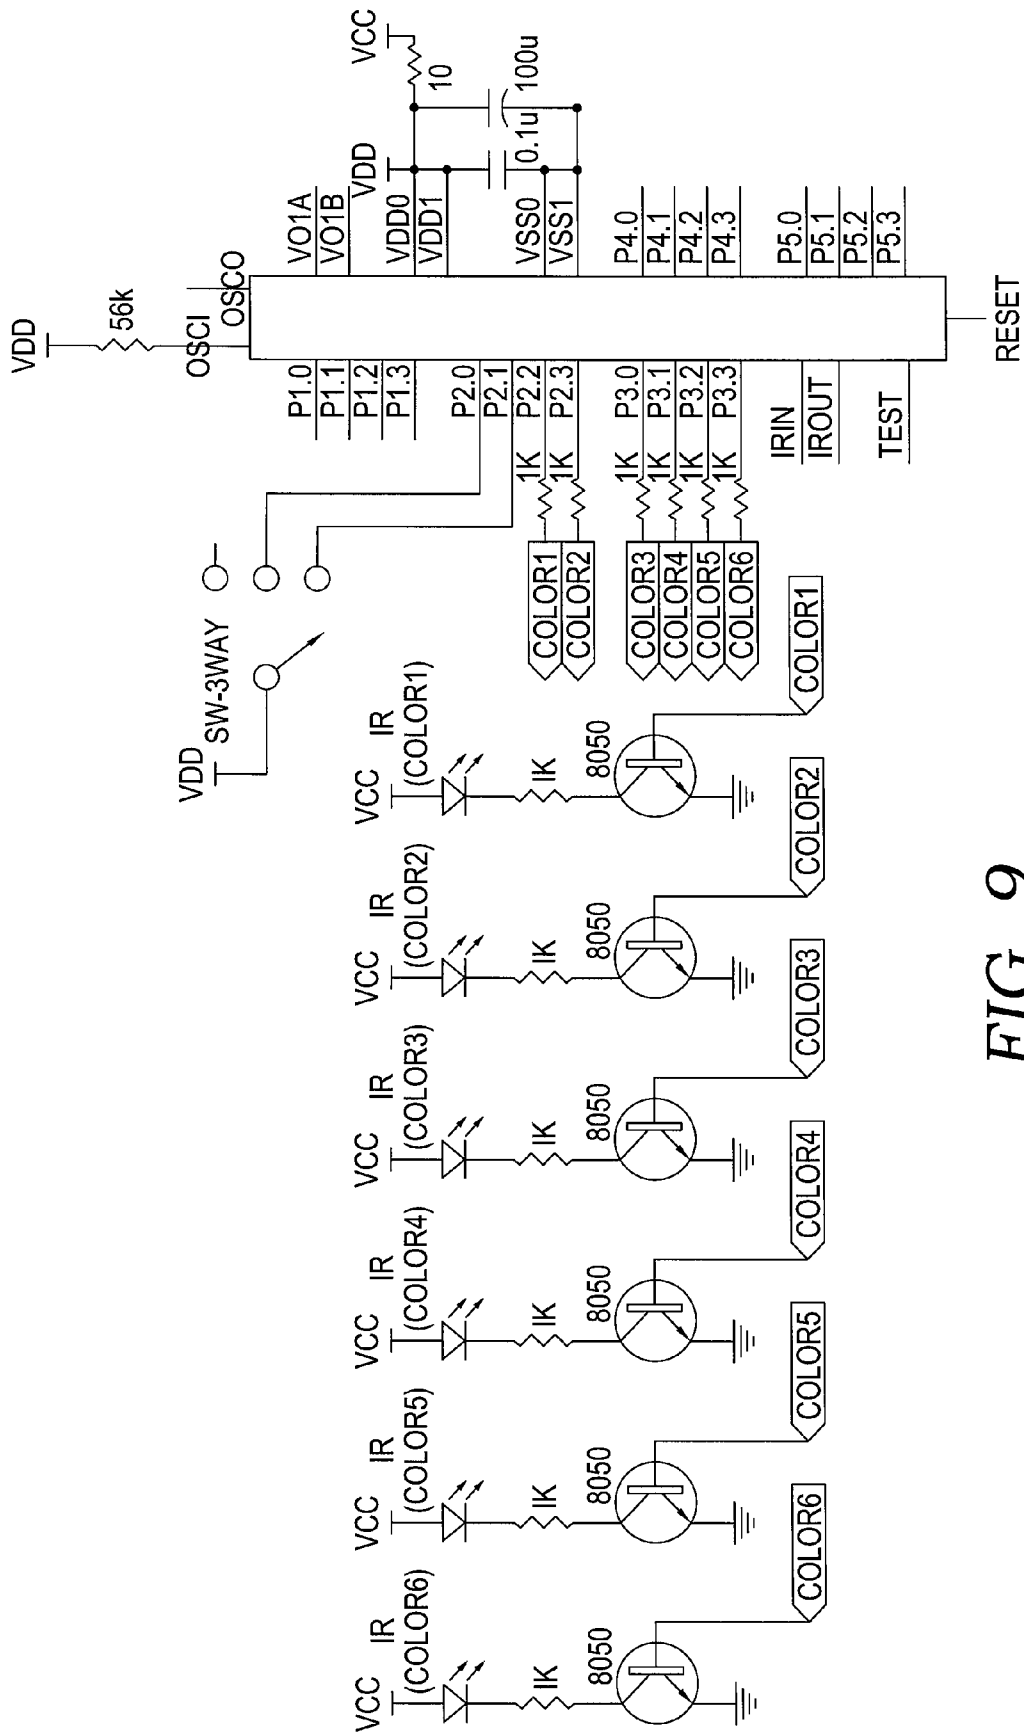 VDD
56k
OSCI
OSCO
VCC
10
VDD
100u
0.1u
VO1A
VO1B
VDD0
VDD1
VSS0
VSS1
P4.0
P4.1
P4.2
P4.3
P5.0
P5.1
P5.2
P5.3
RESET
P1.0
P1.1
P1.2
P1.3
P2.0
P2.1
P2.2
P2.3
P3.0
P3.1
P3.2
P3.3
IRIN
IROUT
TEST
1K
1K
1K
1K
1K
1K
COLOR1
COLOR2
COLOR3
COLOR4
COLOR5
COLOR6
VDD
SW-3WAY
VCC
IR
(COLOR6)
IK
8050
COLOR6
VCC
IR
(COLOR5)
IK
8050
COLOR5
VCC
IR
(COLOR4)
IK
8050
COLOR4
VCC
IR
(COLOR3)
IK
8050
COLOR3
VCC
IR
(COLOR2)
IK
8050
COLOR2
VCC
IR
(COLOR1)
IK
8050
COLOR1
FIG 9